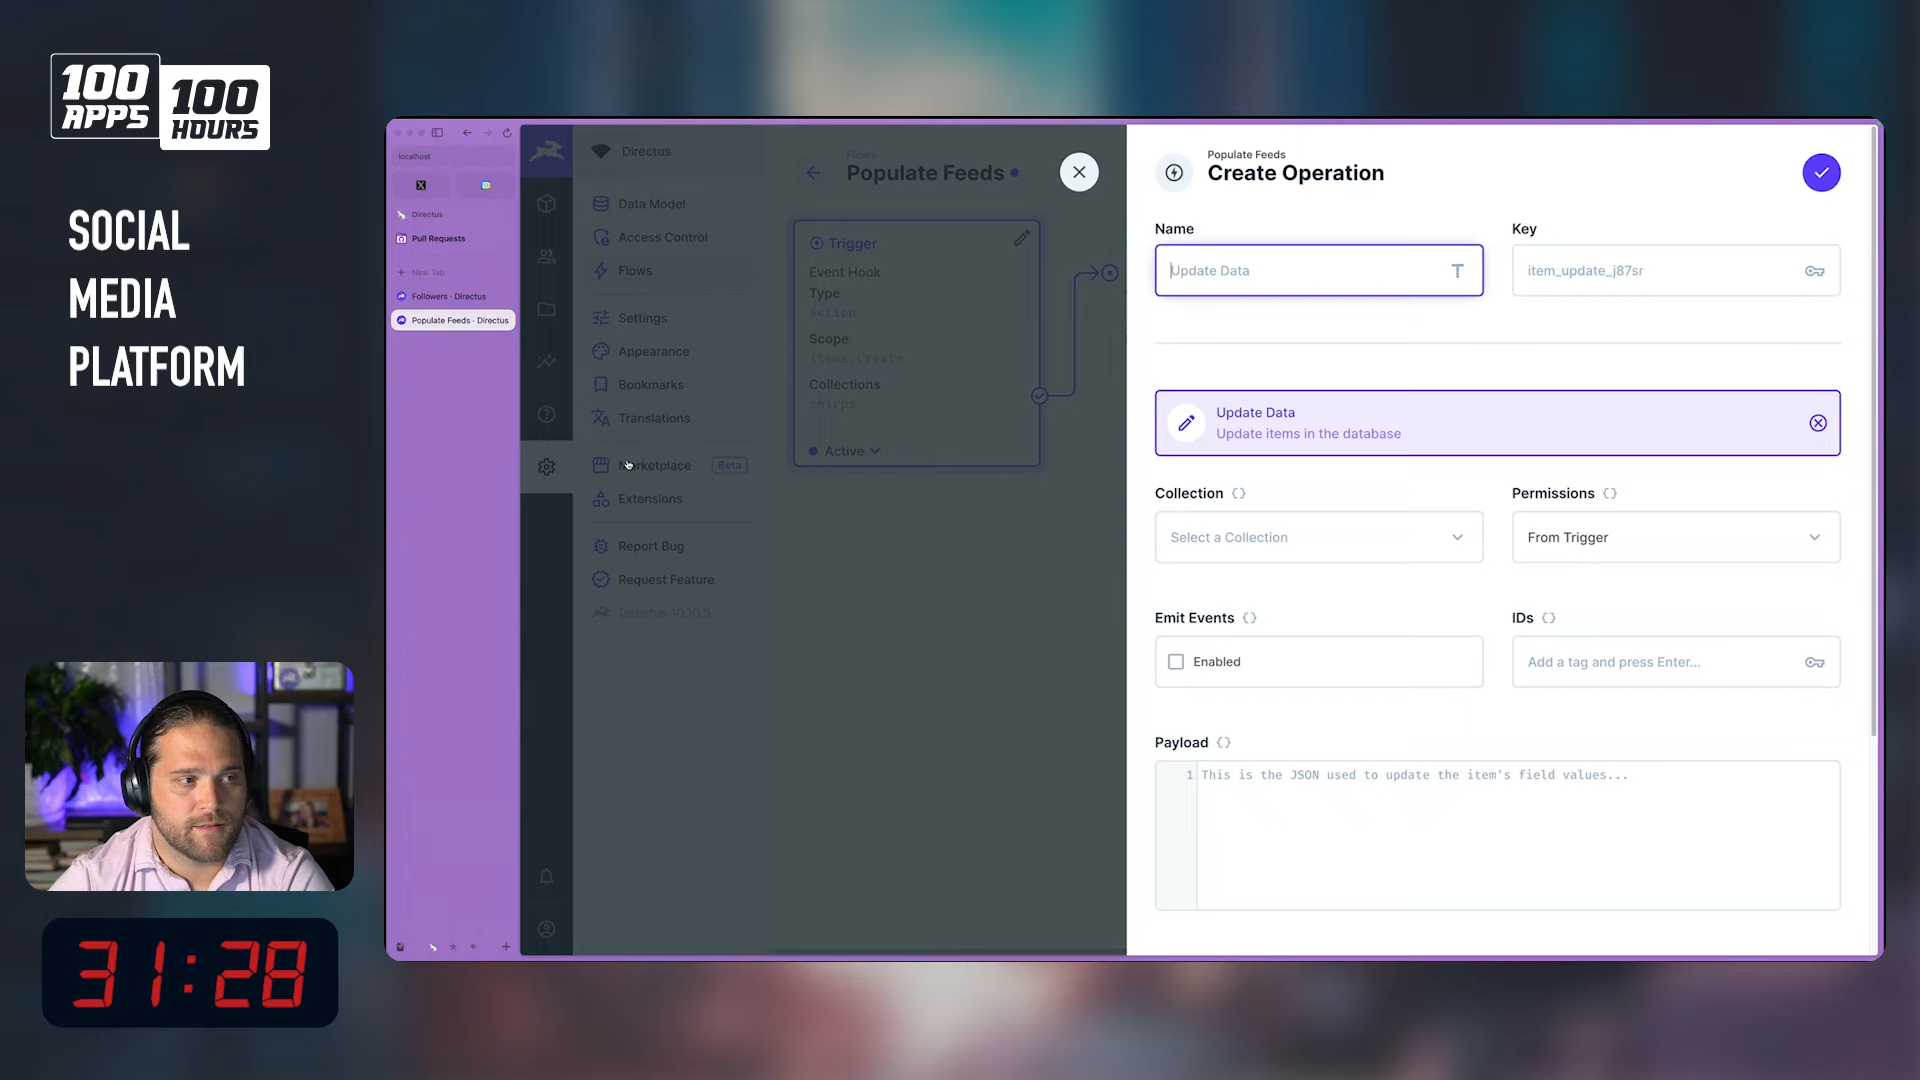 100 APPS
100 HOURS
SOCIAL
MEDIA
PLATFORM
31:28
localhost
Directus
Pull Requests
New Tab
Followers · Directus
Populate Feeds · Directus
Directus
Data Model
Access Control
Flows
Settings
Appearance
Bookmarks
Translations
Marketplace Beta
Extensions
Report Bug
Request Feature
Directus 10.10.5
Flows
Populate Feeds
Trigger
Event Hook
Type
action
Scope
items.create
Collections
chirps
Active
Populate Feeds
Create Operation
Name
Update Data
Key
item_update_j87sr
Update Data
Update items in the database
Collection
Select a Collection
Permissions
From Trigger
Emit Events
Enabled
IDs
Add a tag and press Enter...
Payload
1 This is the JSON used to update the item's field values...